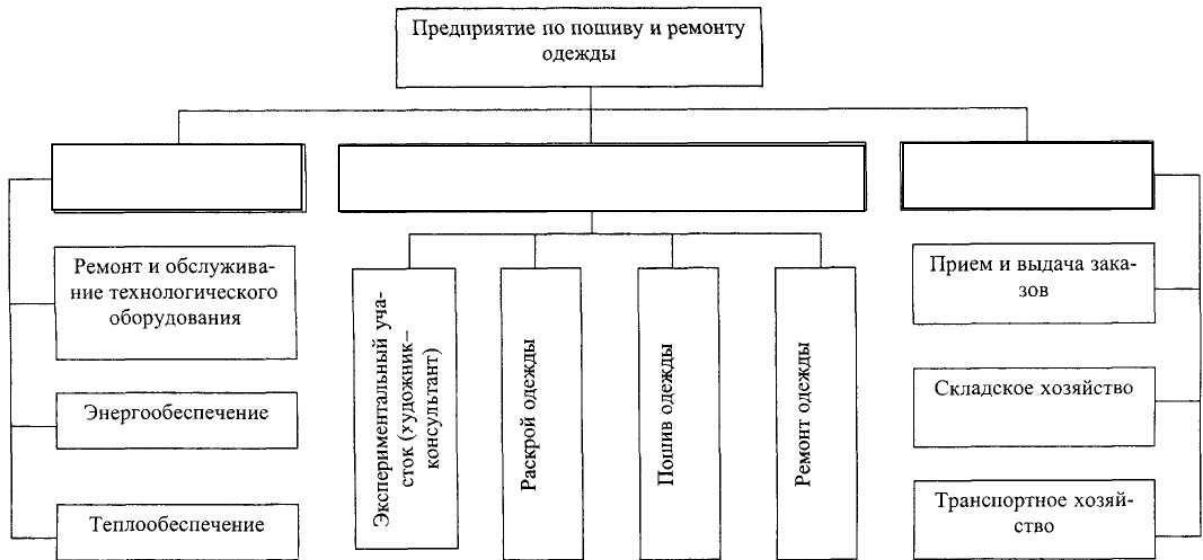 Предприятие по пошиву и ремонту
одежды
Ремонт и обслужива-
ние технологического
оборудования
Энергообеспечение
Теплообеспечение
Экспериментальный уча-
сток (художник–
консультант)
Раскрой одежды
Пошив одежды
Ремонт одежды
Прием и выдача зака-
зов
Складское хозяйство
Транспортное хозяй-
ство